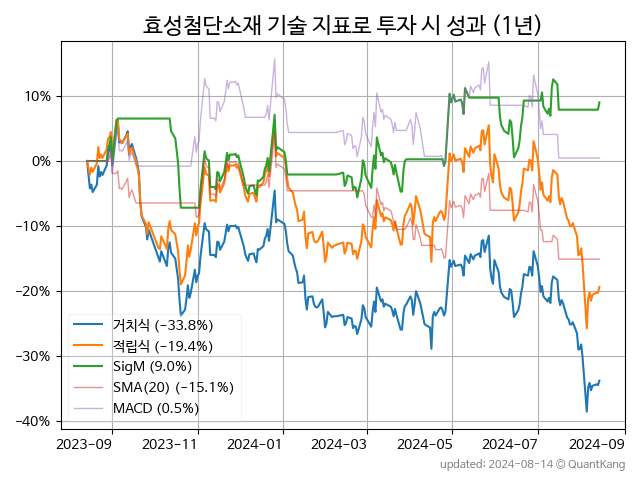 효성첨단소재 기술 지표로 투자 시 성과 (1년)
10%
0%
−10%
−20%
−30%
−40%
거치식 (−33.8%)
적립식 (−19.4%)
SigM (9.0%)
SMA(20) (−15.1%)
MACD (0.5%)
2023-09 2023-11 2024-01 2024-03 2024-05 2024-07 2024-09
updated: 2024-08-14 © QuantKang